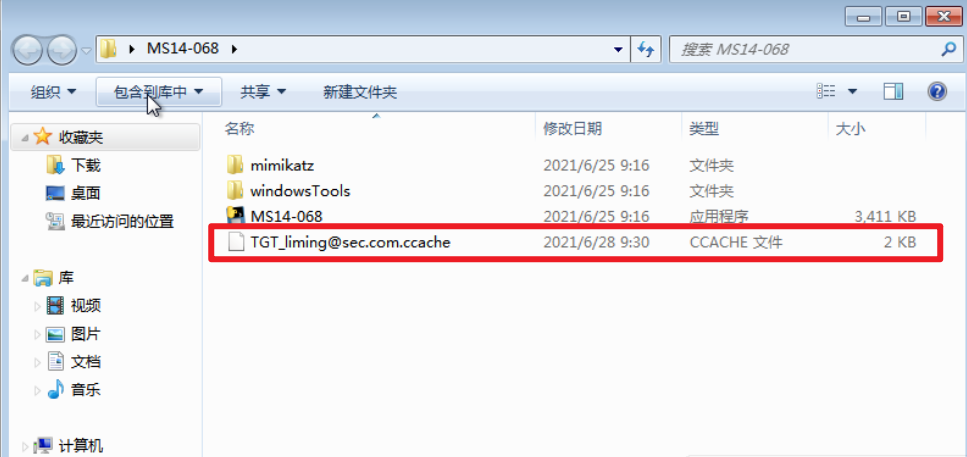 MS14-068
搜索 MS14-068
组织 包含到库中 共享 新建文件夹
名称 修改日期 类型 大小
收藏夹
下载
桌面
最近访问的位置
库
视频
图片
文档
音乐
计算机
mimikatz 2021/6/25 9:16 文件夹
windowsTools 2021/6/25 9:16 文件夹
MS14-068 2021/6/25 9:16 应用程序 3,411 KB
TGT_liming@sec.com.ccache 2021/6/28 9:30 CCACHE 文件 2 KB